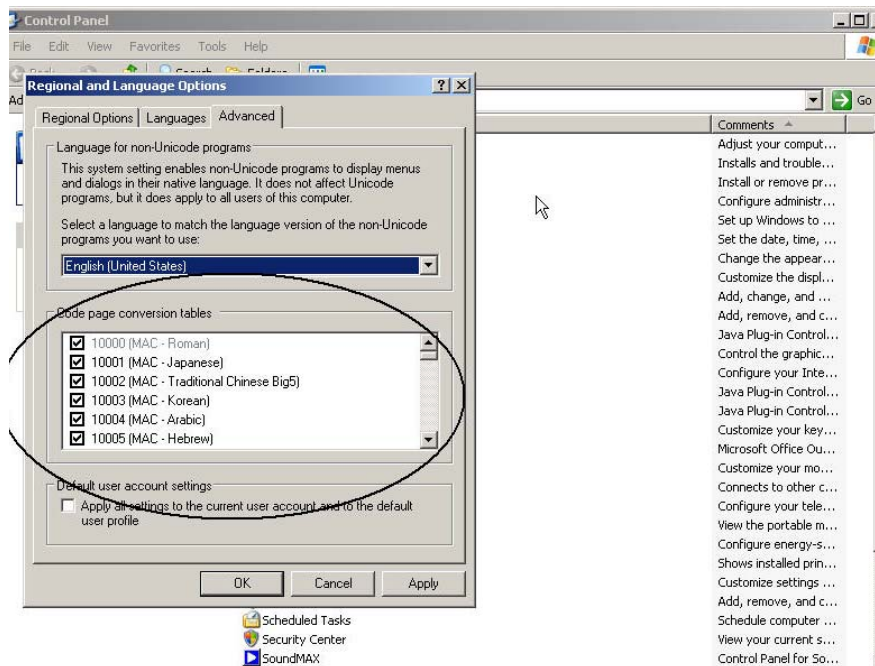 Control Panel
File Edit View Favorites Tools Help
Search Folders
Regional and Language Options
Ad Go
Regional Options Languages Advanced
Comments
Language for non-Unicode programs
This system setting enables non-Unicode programs to display menus
and dialogs in their native language. It does not affect Unicode
programs, but it does apply to all users of this computer.
Select a language to match the language version of the non-Unicode
programs you want to use:
English (United States)
Code page conversion tables
10000 (MAC - Roman)
10001 (MAC - Japanese)
10002 (MAC - Traditional Chinese Big5)
10003 (MAC - Korean)
10004 (MAC - Arabic)
10005 (MAC - Hebrew)
Default user account settings
Apply all settings to the current user account and to the default
user profile
OK Cancel Apply
Adjust your comput...
Installs and trouble...
Install or remove pr...
Configure administr...
Set up Windows to ...
Set the date, time, ...
Change the appear...
Customize the displ...
Add, change, and ...
Add, remove, and c...
Java Plug-in Control...
Control the graphic...
Configure your Inte...
Java Plug-in Control...
Java Plug-in Control...
Customize your key...
Microsoft Office Ou...
Customize your mo...
Connects to other c...
Configure your tele...
View the portable m...
Configure energy-s...
Shows installed prin...
Customize settings ...
Add, remove, and c...
Scheduled Tasks Schedule computer ...
Security Center View your current s...
SoundMAX Control Panel for So...